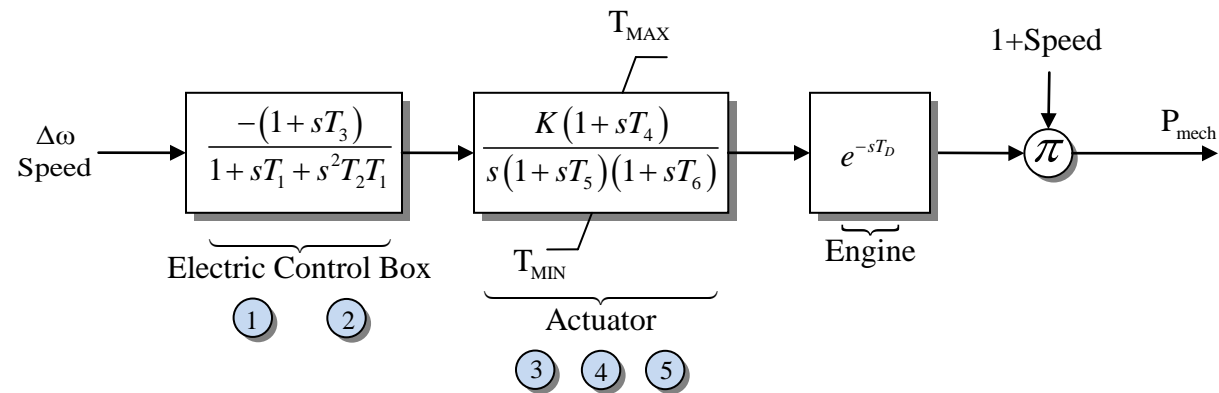 T_MAX
1+Speed
Δω
Speed
-(1+sT_3)
1+sT_1+s^2T_2T_1
K(1+sT_4)
s(1+sT_5)(1+sT_6)
e^{-sT_D}
π
P_mech
T_MIN
Electric Control Box
Engine
Actuator
1 2
3 4 5